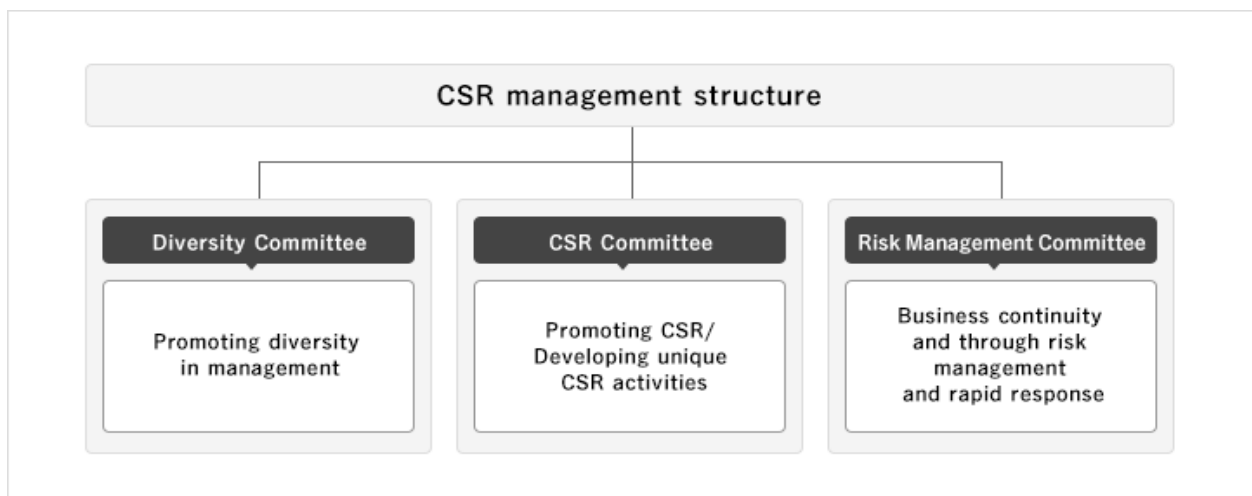 CSR management structure
Diversity Committee
Promoting diversity
in management
CSR Committee
Promoting CSR/
Developing unique
CSR activities
Risk Management Committee
Business continuity
and through risk
management
and rapid response